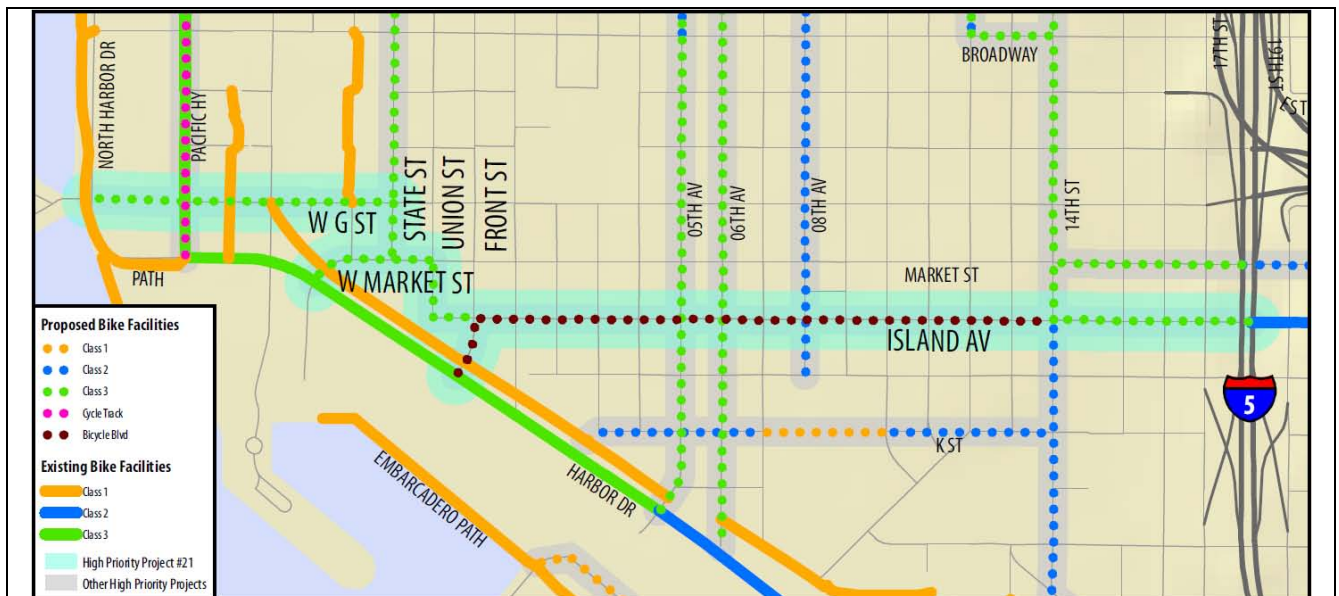 NORTH HARBOR DR
PACIFIC HY
W G ST
STATE ST
UNION ST
FRONT ST
W MARKET ST
PATH
05TH AV
06TH AV
08TH AV
BROADWAY
14TH ST
17TH ST
19TH ST
F ST
MARKET ST
ISLAND AV
5
K ST
HARBOR DR
EMBARCADERO PATH
Proposed Bike Facilities
Class 1
Class 2
Class 3
Cycle Track
Bicycle Blvd
Existing Bike Facilities
Class 1
Class 2
Class 3
High Priority Project #21
Other High Priority Projects